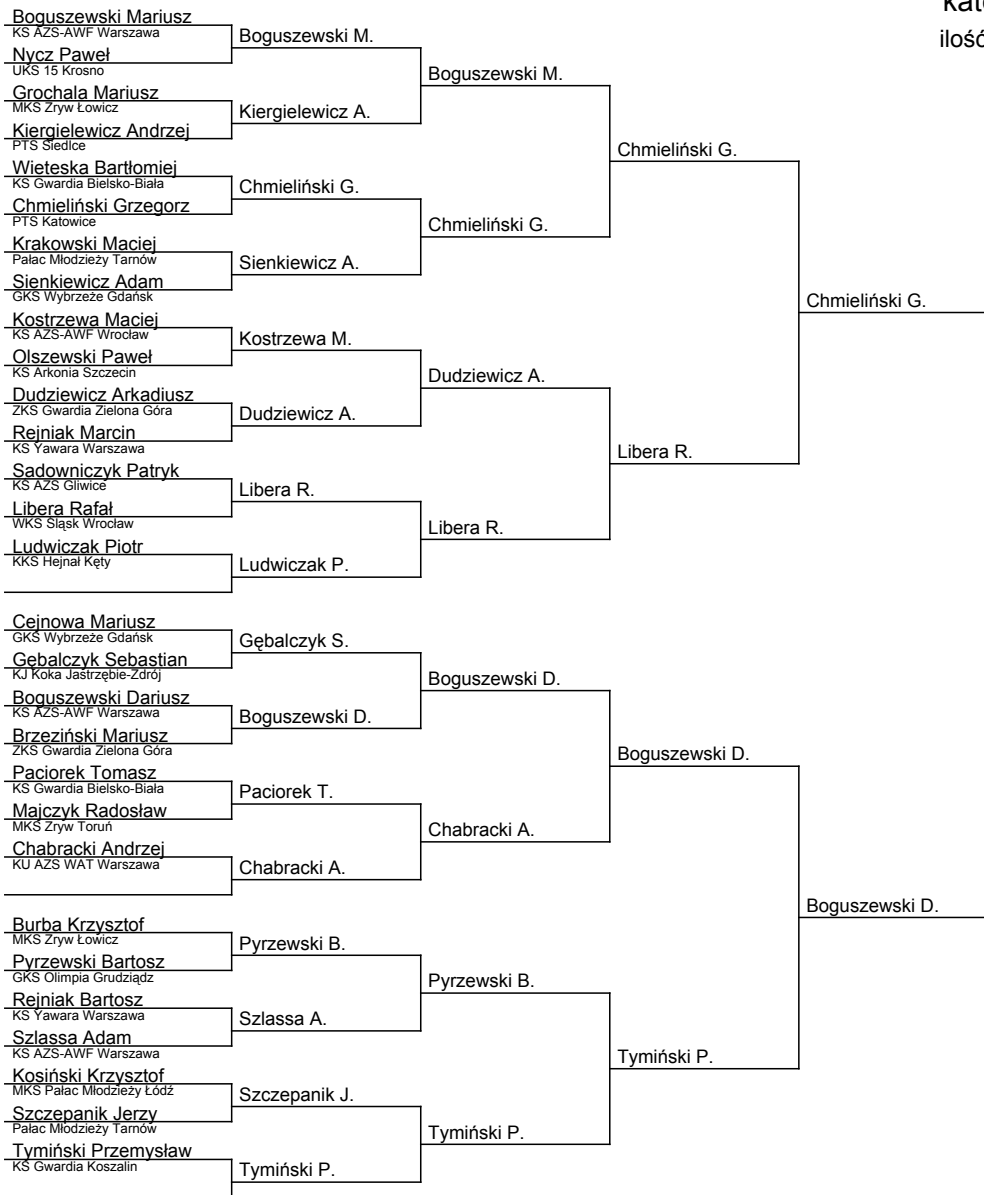 kat
ilość
Boguszewski Mariusz
KS AZS-AWF Warszawa
Nycz Paweł
UKS 15 Krosno
Grochala Mariusz
MKS Zryw Łowicz
Kiergielewicz Andrzej
PTS Siedlce
Wieteska Bartłomiej
KS Gwardia Bielsko-Biała
Chmieliński Grzegorz
PTS Katowice
Krakowski Maciej
Pałac Młodzieży Tarnów
Sienkiewicz Adam
GKS Wybrzeże Gdańsk
Kostrzewa Maciej
KS AZS-AWF Wrocław
Olszewski Paweł
KS Arkonia Szczecin
Dudziewicz Arkadiusz
ZKS Gwardia Zielona Góra
Rejniak Marcin
KS Yawara Warszawa
Sadowniczyk Patryk
KS AZS Gliwice
Libera Rafał
WKS Śląsk Wrocław
Ludwiczak Piotr
KKS Hejnał Kęty
Cejnowa Mariusz
GKS Wybrzeże Gdańsk
Gębalczyk Sebastian
KJ Koka Jastrzębie-Zdrój
Boguszewski Dariusz
KS AZS-AWF Warszawa
Brzeziński Mariusz
ZKS Gwardia Zielona Góra
Paciorek Tomasz
KS Gwardia Bielsko-Biała
Majczyk Radosław
MKS Zryw Toruń
Chabracki Andrzej
KU AZS WAT Warszawa
Burba Krzysztof
MKS Zryw Łowicz
Pyrzewski Bartosz
GKS Olimpia Grudziądz
Rejniak Bartosz
KS Yawara Warszawa
Szlassa Adam
KS AZS-AWF Warszawa
Kosiński Krzysztof
MKS Pałac Młodzieży Łódź
Szczepanik Jerzy
Pałac Młodzieży Tarnów
Tymiński Przemysław
KS Gwardia Koszalin
Boguszewski M.
Kiergielewicz A.
Chmieliński G.
Sienkiewicz A.
Kostrzewa M.
Dudziewicz A.
Libera R.
Ludwiczak P.
Gębalczyk S.
Boguszewski D.
Paciorek T.
Chabracki A.
Pyrzewski B.
Szlassa A.
Szczepanik J.
Tymiński P.
Boguszewski M.
Chmieliński G.
Dudziewicz A.
Libera R.
Boguszewski D.
Chabracki A.
Pyrzewski B.
Tymiński P.
Chmieliński G.
Libera R.
Boguszewski D.
Tymiński P.
Chmieliński G.
Boguszewski D.